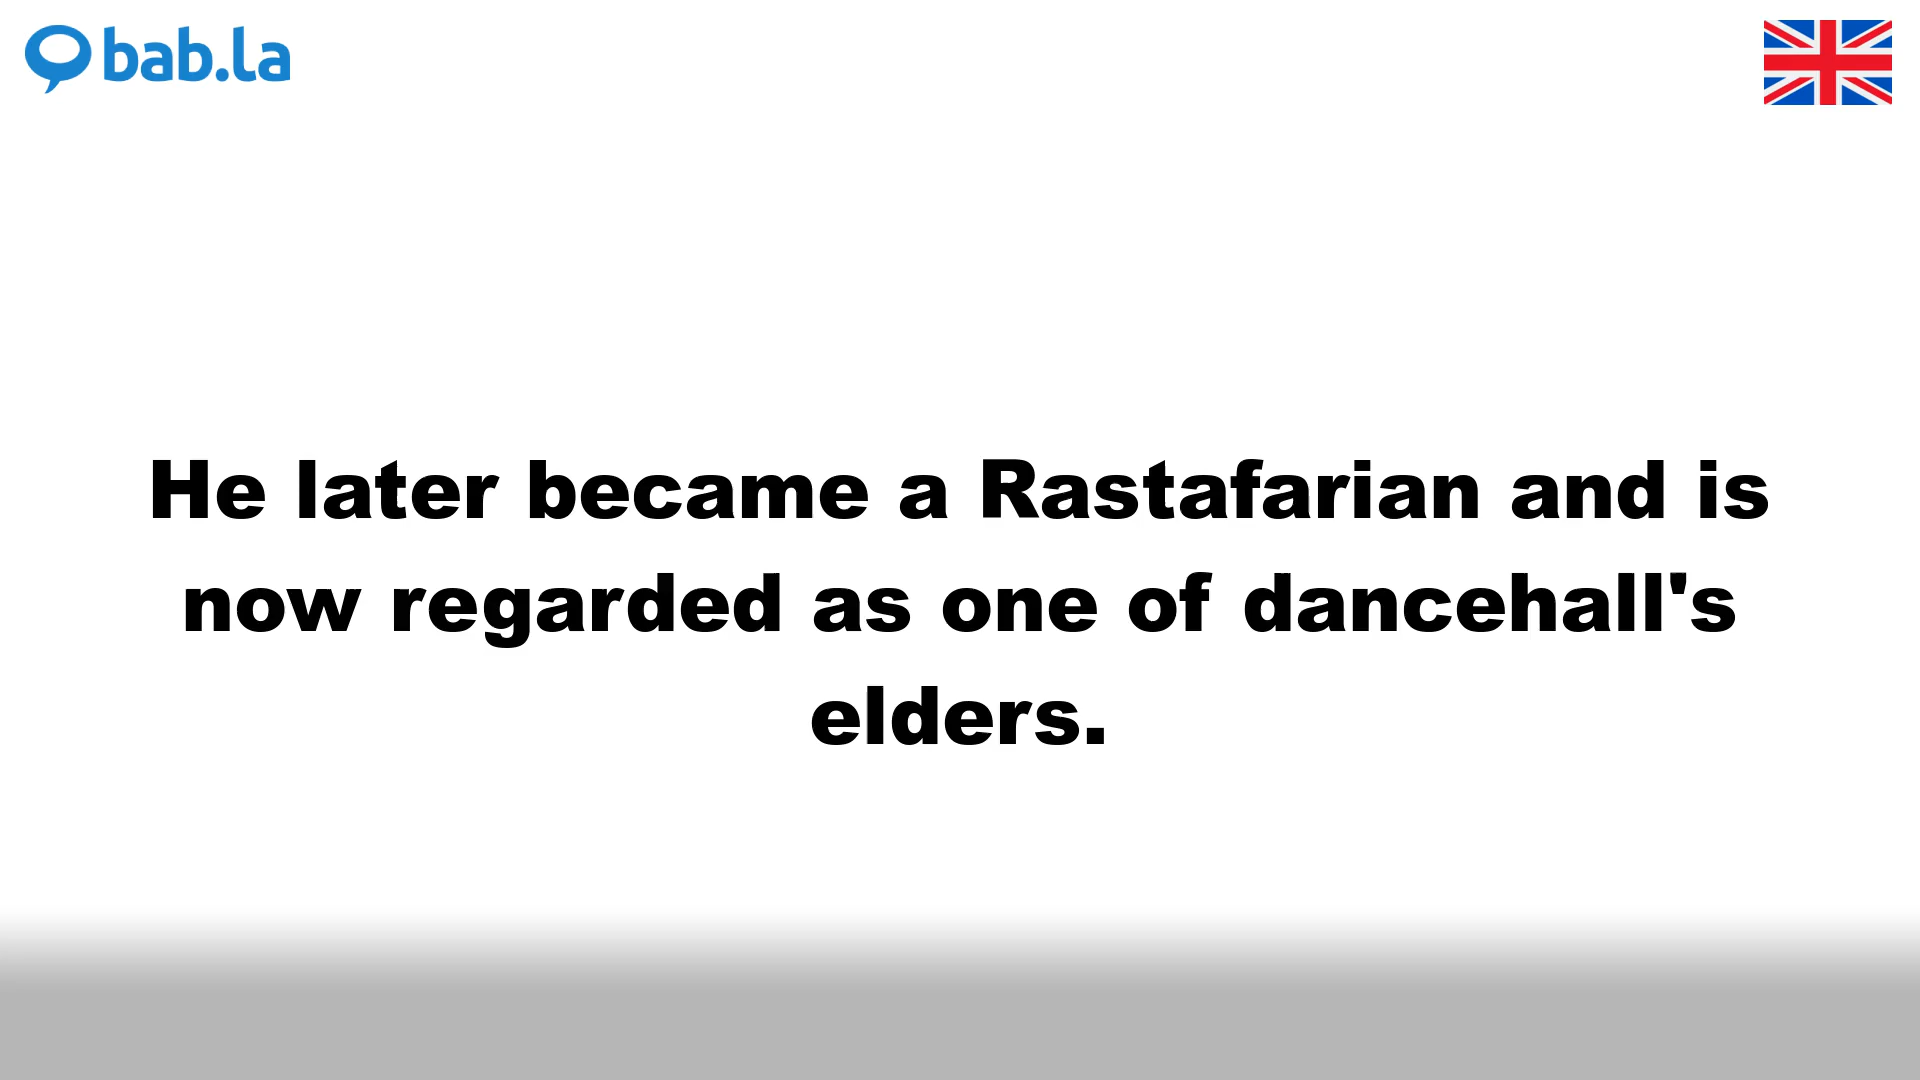 bab.la
He later became a Rastafarian and is
now regarded as one of dancehall's
elders.